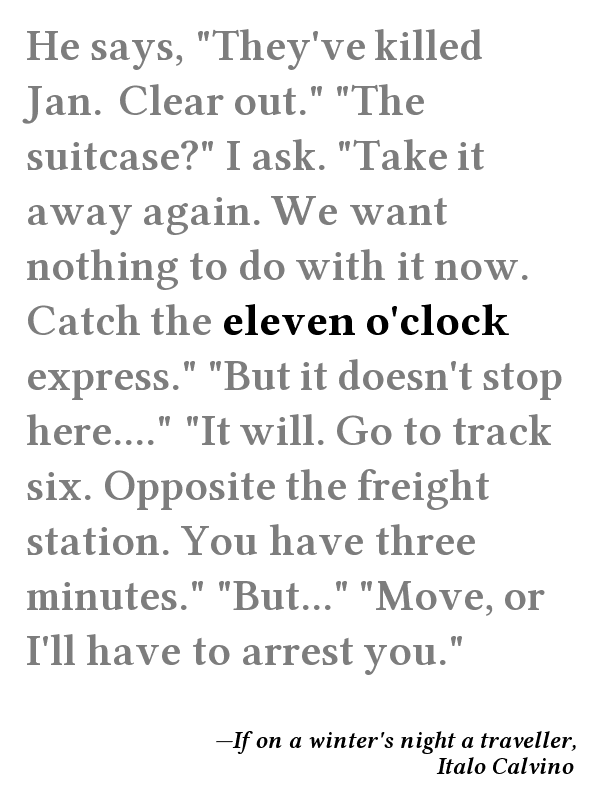 He says, "They've killed
Jan. Clear out." "The
suitcase?" I ask. "Take it
away again. We want
nothing to do with it now.
Catch the eleven o'clock
express." "But it doesn't stop
here...." "It will. Go to track
six. Opposite the freight
station. You have three
minutes." "But..." "Move, or
I'll have to arrest you."
—If on a winter's night a traveller,
Italo Calvino